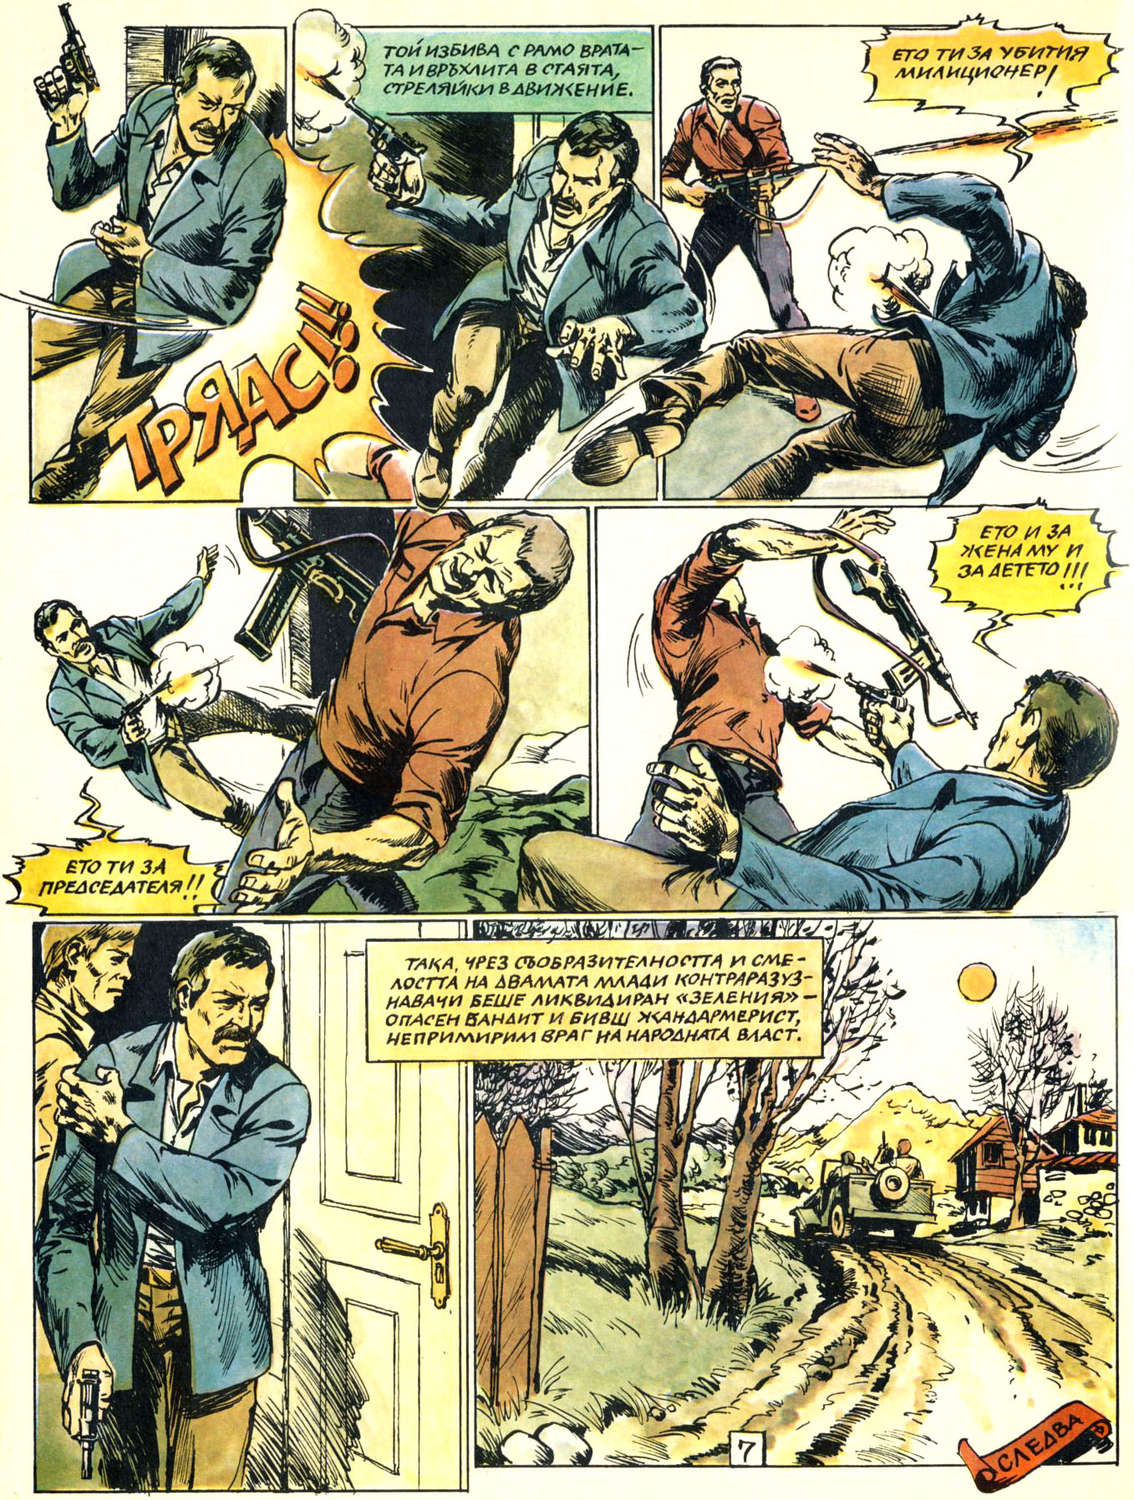 ТОЙ ИЗБИВА С РАМО ВРАТА-
ТА И ВРЪХЛИТА В СТАЯТА,
СТРЕЛЯЙКИ В ДВИЖЕНИЕ.
ТРЯАС!!!
ЕТО ТИ ЗА УБИТИЯ
МИЛИЦИОНЕР!
ЕТО ТИ ЗА
ПРЕДСЕДАТЕЛЯ!!
ЕТО И ЗА
ЖЕНА МУ И
ЗА ДЕТЕТО!!!
ТАКА, ЧРЕЗ СЪОБРАЗИТЕЛНОСТТА И СМЕ-
ЛОСТТА НА ДВАМАТА МЛАДИ КОНТРАРАЗУЗ-
НАВАЧИ БЕШЕ ЛИКВИДИРАН «ЗЕЛЕНИЯ» –
ОПАСЕН БАНДИТ И БИВШ ЖАНДАРМЕРИСТ,
НЕПРИМИРИМ ВРАГ НА НАРОДНАТА ВЛАСТ.
7
СЛЕДВА